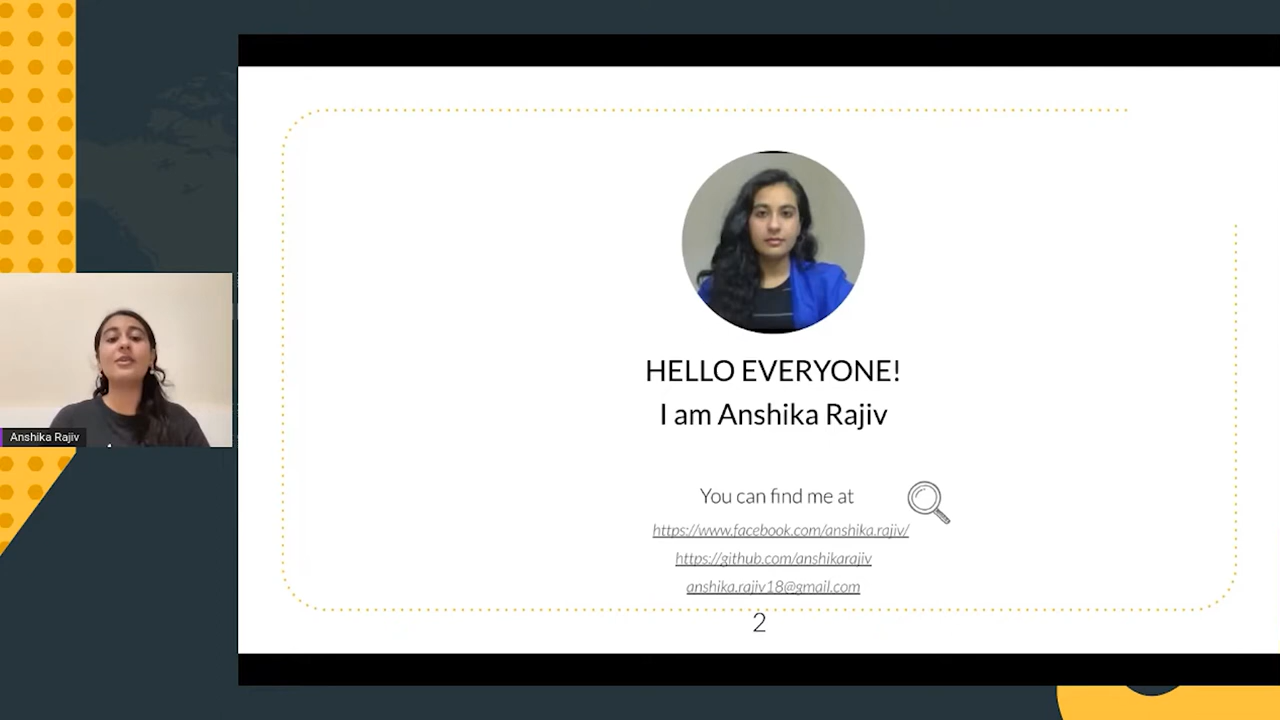 Anshika Rajiv
HELLO EVERYONE!
I am Anshika Rajiv
You can find me at
https://www.facebook.com/anshika.rajiv/
https://github.com/anshikarajiv
anshika.rajiv18@gmail.com
2